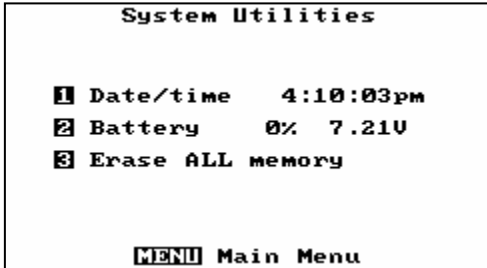 System Utilities
1 Date/time 4:10:03pm
2 Battery 0% 7.21V
3 Erase ALL memory
MENU Main Menu